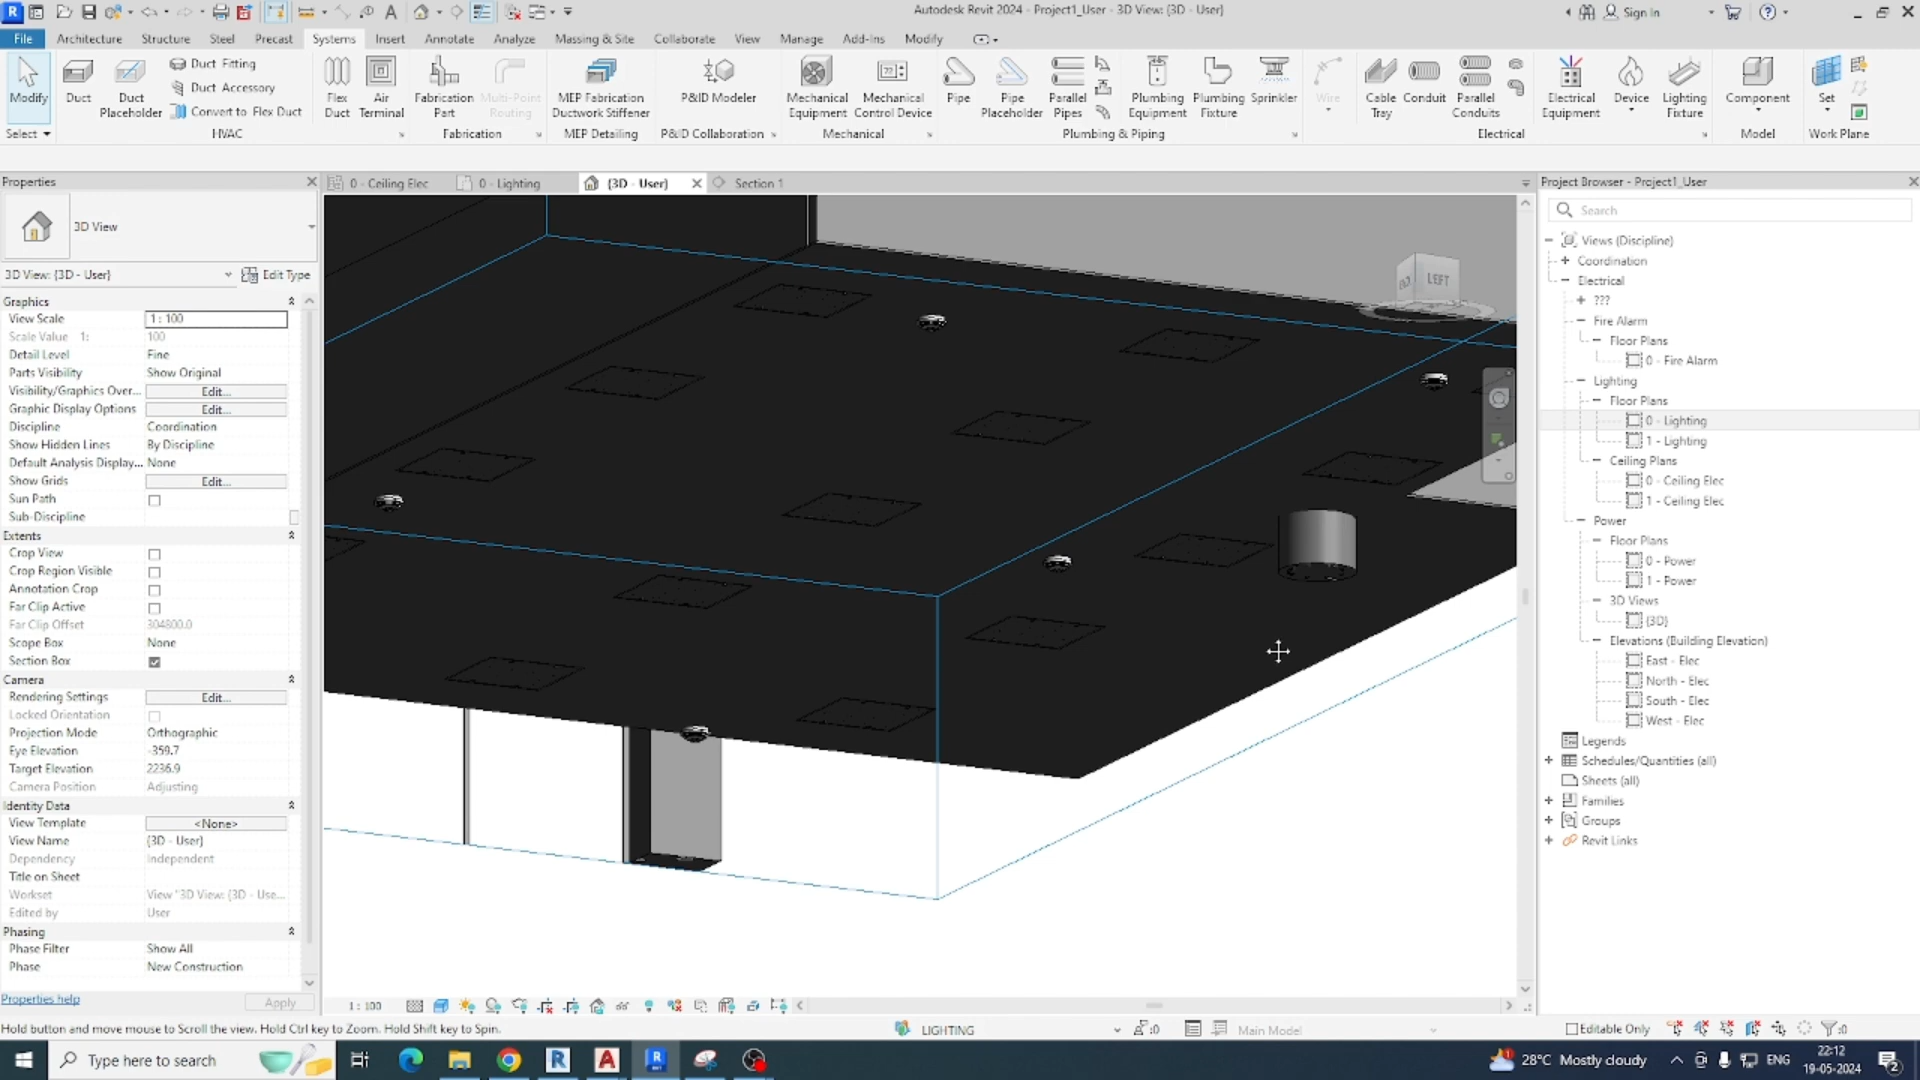 Autodesk Revit 2024 - Project1_User - 3D View: {3D - User}
Sign In
File Architecture Structure Steel Precast Systems Insert Annotate Analyze Massing & Site Collaborate View Manage Add-Ins Modify
Modify
Select
Duct
Duct Placeholder
Duct Fitting
Duct Accessory
Convert to Flex Duct
Flex Duct
Air Terminal
HVAC
Fabrication Part
Multi-Point Routing
Fabrication
MEP Fabrication Ductwork Stiffener
MEP Detailing
P&ID Modeler
P&ID Collaboration
Mechanical Equipment
Mechanical Control Device
Mechanical
Pipe
Pipe Placeholder
Parallel Pipes
Plumbing Equipment
Plumbing Fixture
Sprinkler
Plumbing & Piping
Wire
Cable Tray
Conduit
Parallel Conduits
Electrical Equipment
Device
Lighting Fixture
Electrical
Component
Model
Set
Work Plane
Properties
3D View
3D View: {3D - User}
Edit Type
Graphics
View Scale 1 : 100
Scale Value 1: 100
Detail Level Fine
Parts Visibility Show Original
Visibility/Graphics Over... Edit...
Graphic Display Options Edit...
Discipline Coordination
Show Hidden Lines By Discipline
Default Analysis Display... None
Show Grids Edit...
Sun Path
Sub-Discipline
Extents
Crop View
Crop Region Visible
Annotation Crop
Far Clip Active
Far Clip Offset 304800.0
Scope Box None
Section Box
Camera
Rendering Settings Edit...
Locked Orientation
Projection Mode Orthographic
Eye Elevation -359.7
Target Elevation 2236.9
Camera Position Adjusting
Identity Data
View Template <None>
View Name {3D - User}
Dependency Independent
Title on Sheet
Workset View "3D View: {3D - Use...
Edited by User
Phasing
Phase Filter Show All
Phase New Construction
Properties help
Apply
0 - Ceiling Elec
0 - Lighting
{3D - User}
Section 1
LEFT
1 : 100
Project Browser - Project1_User
Search
Views (Discipline)
Coordination
Electrical
???
Fire Alarm
Floor Plans
0 - Fire Alarm
Lighting
Floor Plans
0 - Lighting
1 - Lighting
Ceiling Plans
0 - Ceiling Elec
1 - Ceiling Elec
Power
Floor Plans
0 - Power
1 - Power
3D Views
{3D}
Elevations (Building Elevation)
East - Elec
North - Elec
South - Elec
West - Elec
Legends
Schedules/Quantities (all)
Sheets (all)
Families
Groups
Revit Links
Hold button and move mouse to Scroll the view. Hold Ctrl key to Zoom. Hold Shift key to Spin.
LIGHTING
:0
Main Model
Editable Only
:0
Type here to search
28°C Mostly cloudy
ENG
22:12
19-05-2024
2